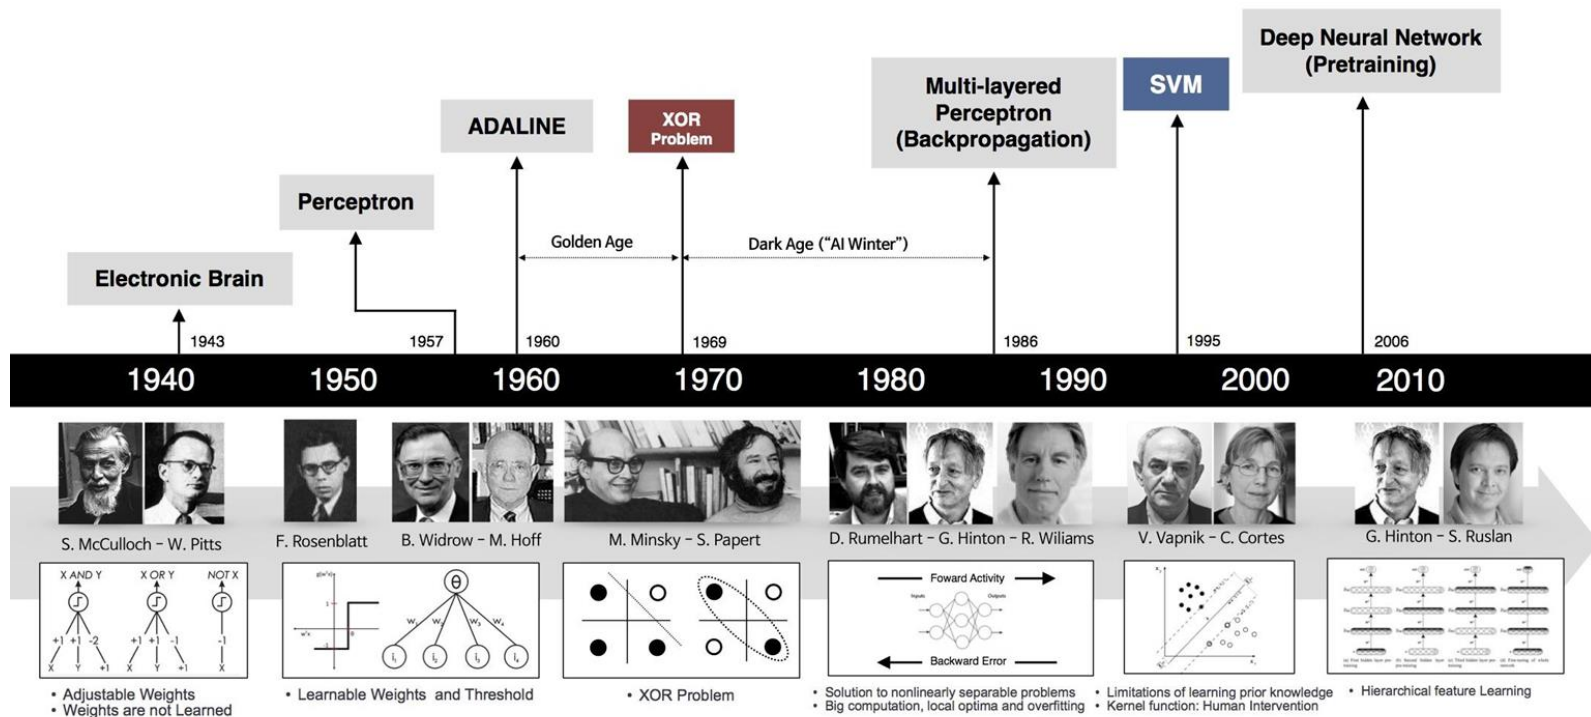 Deep Neural Network
(Pretraining)
Multi-layered
Perceptron
(Backpropagation)
SVM
ADALINE
XOR
Problem
Perceptron
Golden Age
Dark Age ("AI Winter")
Electronic Brain
1943
1957
1960
1969
1986
1995
2006
1940
1950
1960
1970
1980
1990
2000
2010
S. McCulloch – W. Pitts
F. Rosenblatt
B. Widrow – M. Hoff
M. Minsky – S. Papert
D. Rumelhart – G. Hinton – R. Wiliams
V. Vapnik – C. Cortes
G. Hinton – S. Ruslan
X AND Y
X OR Y
NOT X
+1 +1 -2
+1 +1 -1
-1
X Y +1
X Y +1
X
θ
Foward Activity
Inputs
Outputs
Backward Error
• Adjustable Weights
• Weights are not Learned
• Learnable Weights and Threshold
• XOR Problem
• Solution to nonlinearly separable problems
• Big computation, local optima and overfitting
• Limitations of learning prior knowledge
• Kernel function: Human Intervention
• Hierarchical feature Learning